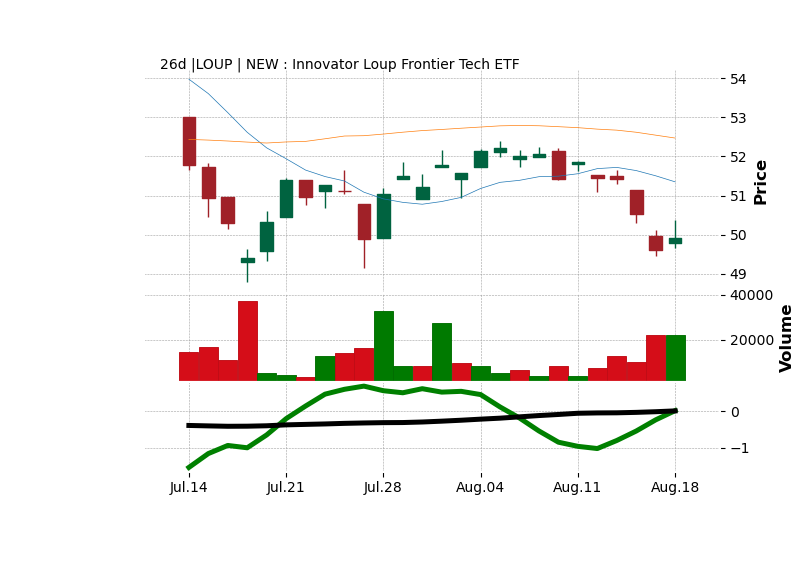 26d |LOUP | NEW : Innovator Loup Frontier Tech ETF
54
53
52
51
50
49
Price
40000
20000
Volume
0
−1
Jul.14 Jul.21 Jul.28 Aug.04 Aug.11 Aug.18